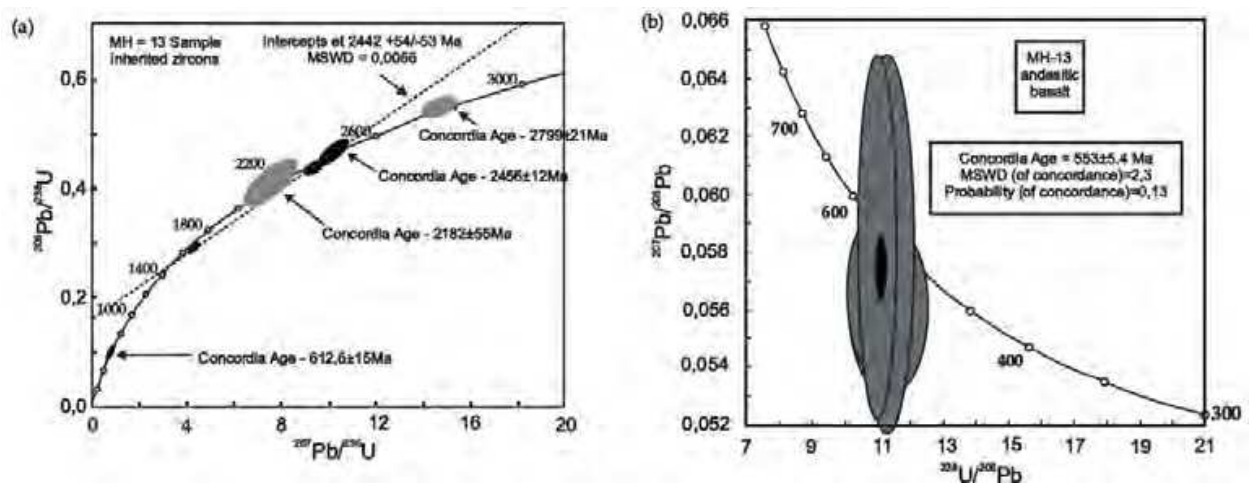 (a)
MH = 13 Sample
inherited zircons
Intercepts at 2442 +54/-53 Ma
MSWD = 0,0066
3000
2600
2200
1800
1400
1000
Concordia Age - 2799±21Ma
Concordia Age - 2456±12Ma
Concordia Age - 2182±55Ma
Concordia Age - 612,6±15Ma
0,6
0,4
0,2
0,0
0
4
8
12
16
20
(b)
MH-13
andasitic
basalt
Concordia Age = 553±5.4 Ma
MSWD (of concordance)=2,3
Probability (of concordance)=0,13
700
600
400
300
0,066
0,064
0,062
0,060
0,058
0,056
0,054
0,052
7
9
11
13
15
17
19
21